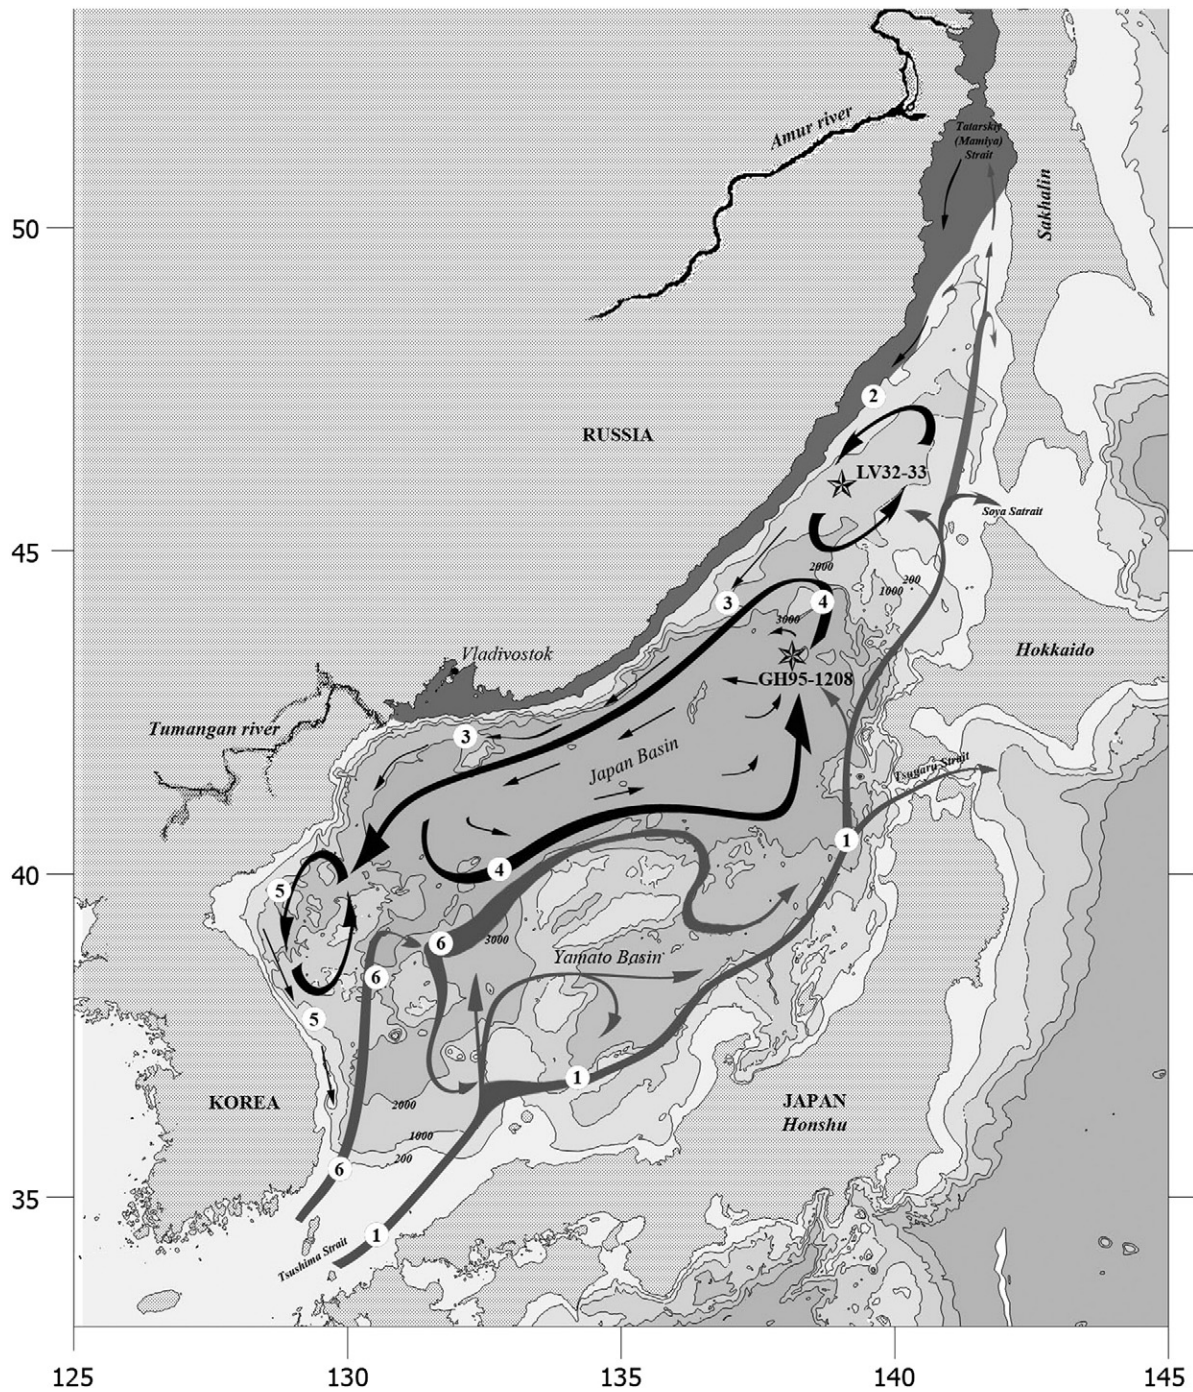 Amur river
Tatarskiy
(Mamiya)
Strait
Sakhalin
50
2
RUSSIA
LV32-33
Soya Satrait
45
2000
200
1000
3
4
3000
Hokkaido
Vladivostok
GH95-1208
Tumangan river
3
Japan Basin
Tsugaru Strait
1
40
4
5
6
3000
Yamato Basin
6
5
1
KOREA
2000
JAPAN
Honshu
1000
200
6
35
1
Tsushima Strait
125
130
135
140
145